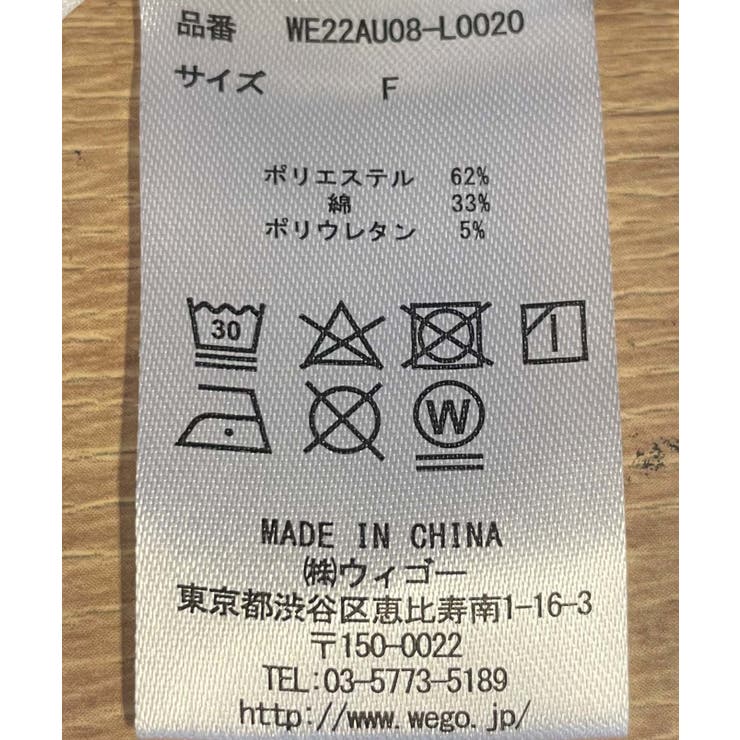 品番 WE22AU08-L0020
サイズ F
ポリエステル 62%
綿 33%
ポリウレタン 5%
30
W
MADE IN CHINA
㈱ウィゴー
東京都渋谷区恵比寿南1-16-3
〒150-0022
TEL:03-5773-5189
http://www.wego.jp/